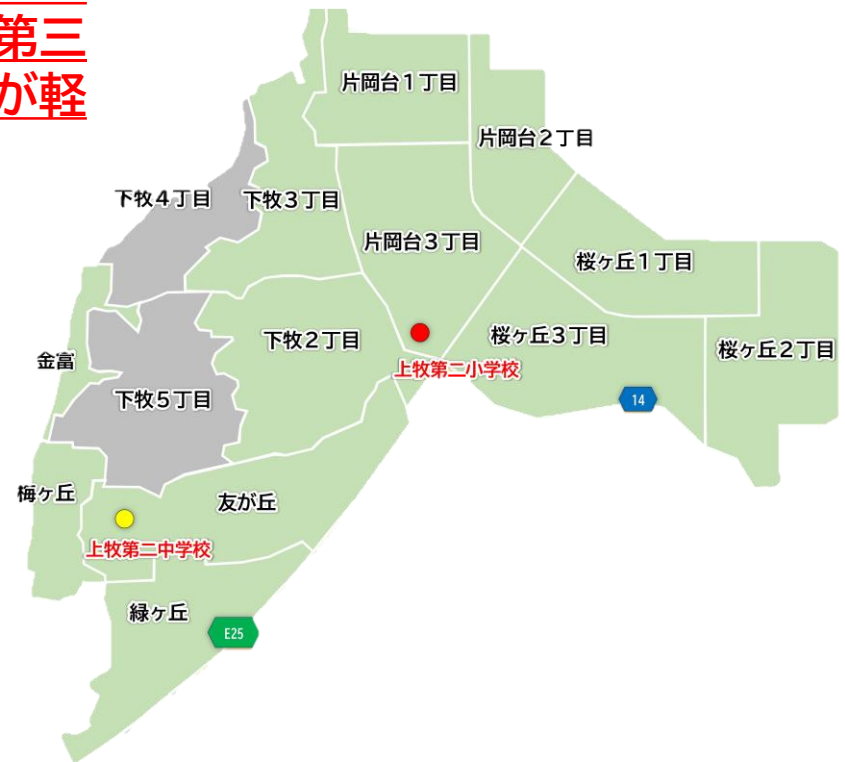 第三
が軽
片岡台1丁目
片岡台2丁目
下牧4丁目
下牧3丁目
片岡台3丁目
桜ヶ丘1丁目
下牧2丁目
桜ヶ丘3丁目
桜ヶ丘2丁目
金富
上牧第二小学校
下牧5丁目
14
梅ヶ丘
友が丘
上牧第二中学校
緑ヶ丘
E25